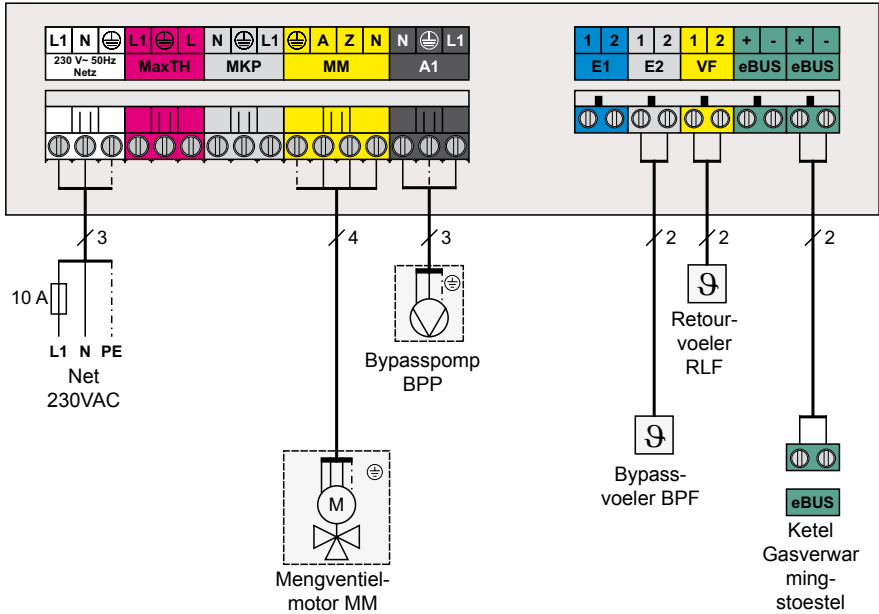 L1 N L1 L N L1 A Z N N L1
230 V~ 50Hz
Netz
MaxTH MKP MM A1
1 2 1 2 1 2 + - + -
E1 E2 VF eBUS eBUS
3 4 3 2 2 2
10 A
L1 N PE
Net
230VAC
Bypasspomp
BPP
M
Mengventiel-
motor MM
ϑ
Retour-
voeler
RLF
ϑ
Bypass-
voeler BPF
eBUS
Ketel
Gasverwar
ming-
stoestel